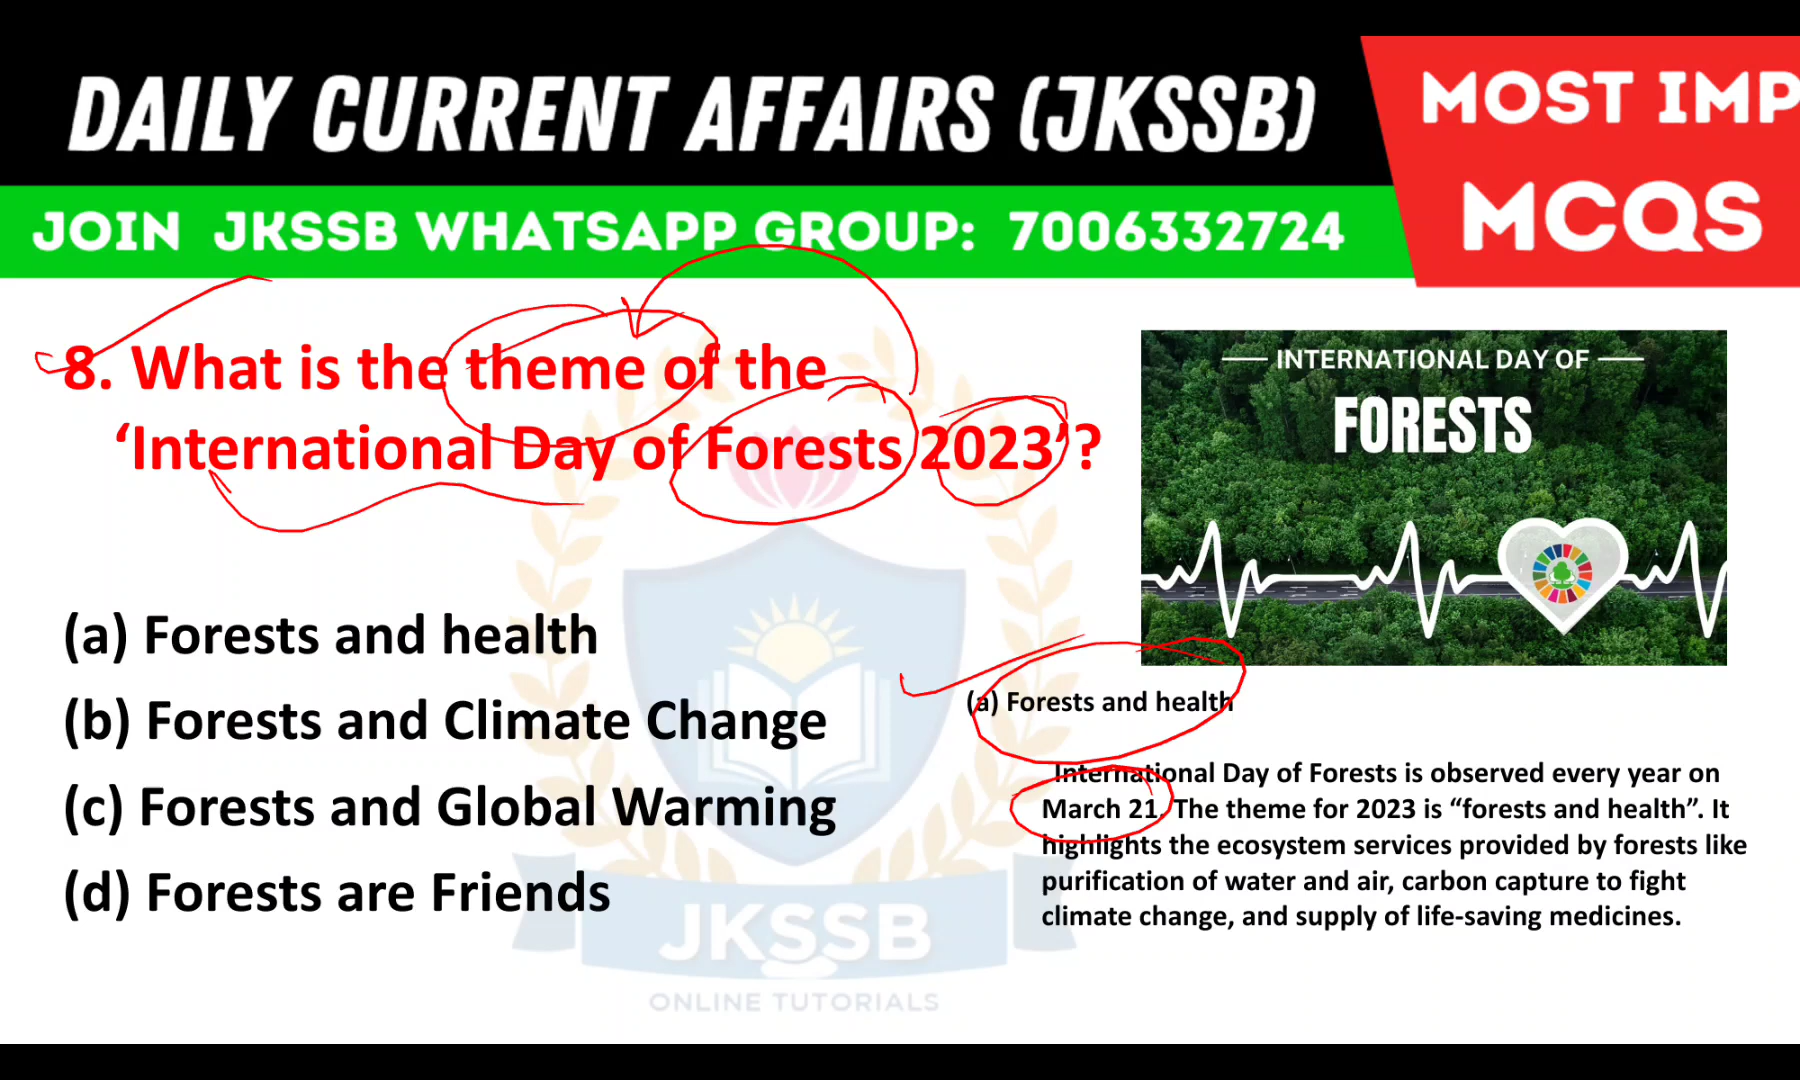 DAILY CURRENT AFFAIRS (JKSSB)
MOST IMP
MCQS
JOIN JKSSB WHATSAPP GROUP: 7006332724
8. What is the theme of the
‘International Day of Forests 2023’?
(a) Forests and health
(b) Forests and Climate Change
(c) Forests and Global Warming
(d) Forests are Friends
INTERNATIONAL DAY OF
FORESTS
(a) Forests and health
International Day of Forests is observed every year on
March 21. The theme for 2023 is “forests and health”. It
highlights the ecosystem services provided by forests like
purification of water and air, carbon capture to fight
climate change, and supply of life-saving medicines.
JKSSB
ONLINE TUTORIALS